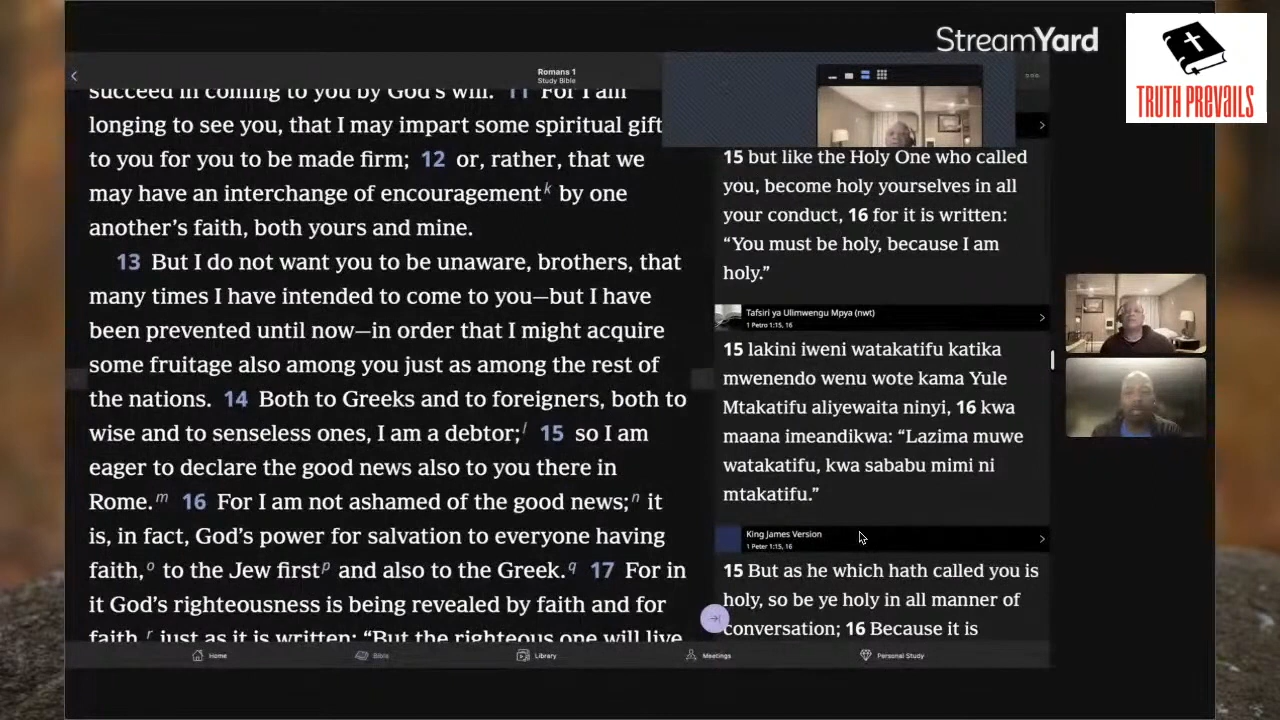 StreamYard
TRUTH PREVAILS
Romans 1
Study Bible
succeed in coming to you by God's will. 11 For I am
longing to see you, that I may impart some spiritual gift
to you for you to be made firm; 12 or, rather, that we
may have an interchange of encouragement k by one
another's faith, both yours and mine.
13 But I do not want you to be unaware, brothers, that
many times I have intended to come to you—but I have
been prevented until now—in order that I might acquire
some fruitage also among you just as among the rest of
the nations. 14 Both to Greeks and to foreigners, both to
wise and to senseless ones, I am a debtor; l 15 so I am
eager to declare the good news also to you there in
Rome. m 16 For I am not ashamed of the good news; n it
is, in fact, God's power for salvation to everyone having
faith, o to the Jew first p and also to the Greek. q 17 For in
it God's righteousness is being revealed by faith and for
faith, r just as it is written: “But the righteous one will live
15 but like the Holy One who called
you, become holy yourselves in all
your conduct, 16 for it is written:
“You must be holy, because I am
holy.”
Tafsiri ya Ulimwengu Mpya (nwt)
1 Petro 1:15, 16
15 lakini iweni watakatifu katika
mwenendo wenu wote kama Yule
Mtakatifu aliyewaita ninyi, 16 kwa
maana imeandikwa: “Lazima muwe
watakatifu, kwa sababu mimi ni
mtakatifu.”
King James Version
1 Peter 1:15, 16
15 But as he which hath called you is
holy, so be ye holy in all manner of
conversation; 16 Because it is
Home
Bible
Library
Meetings
Personal Study